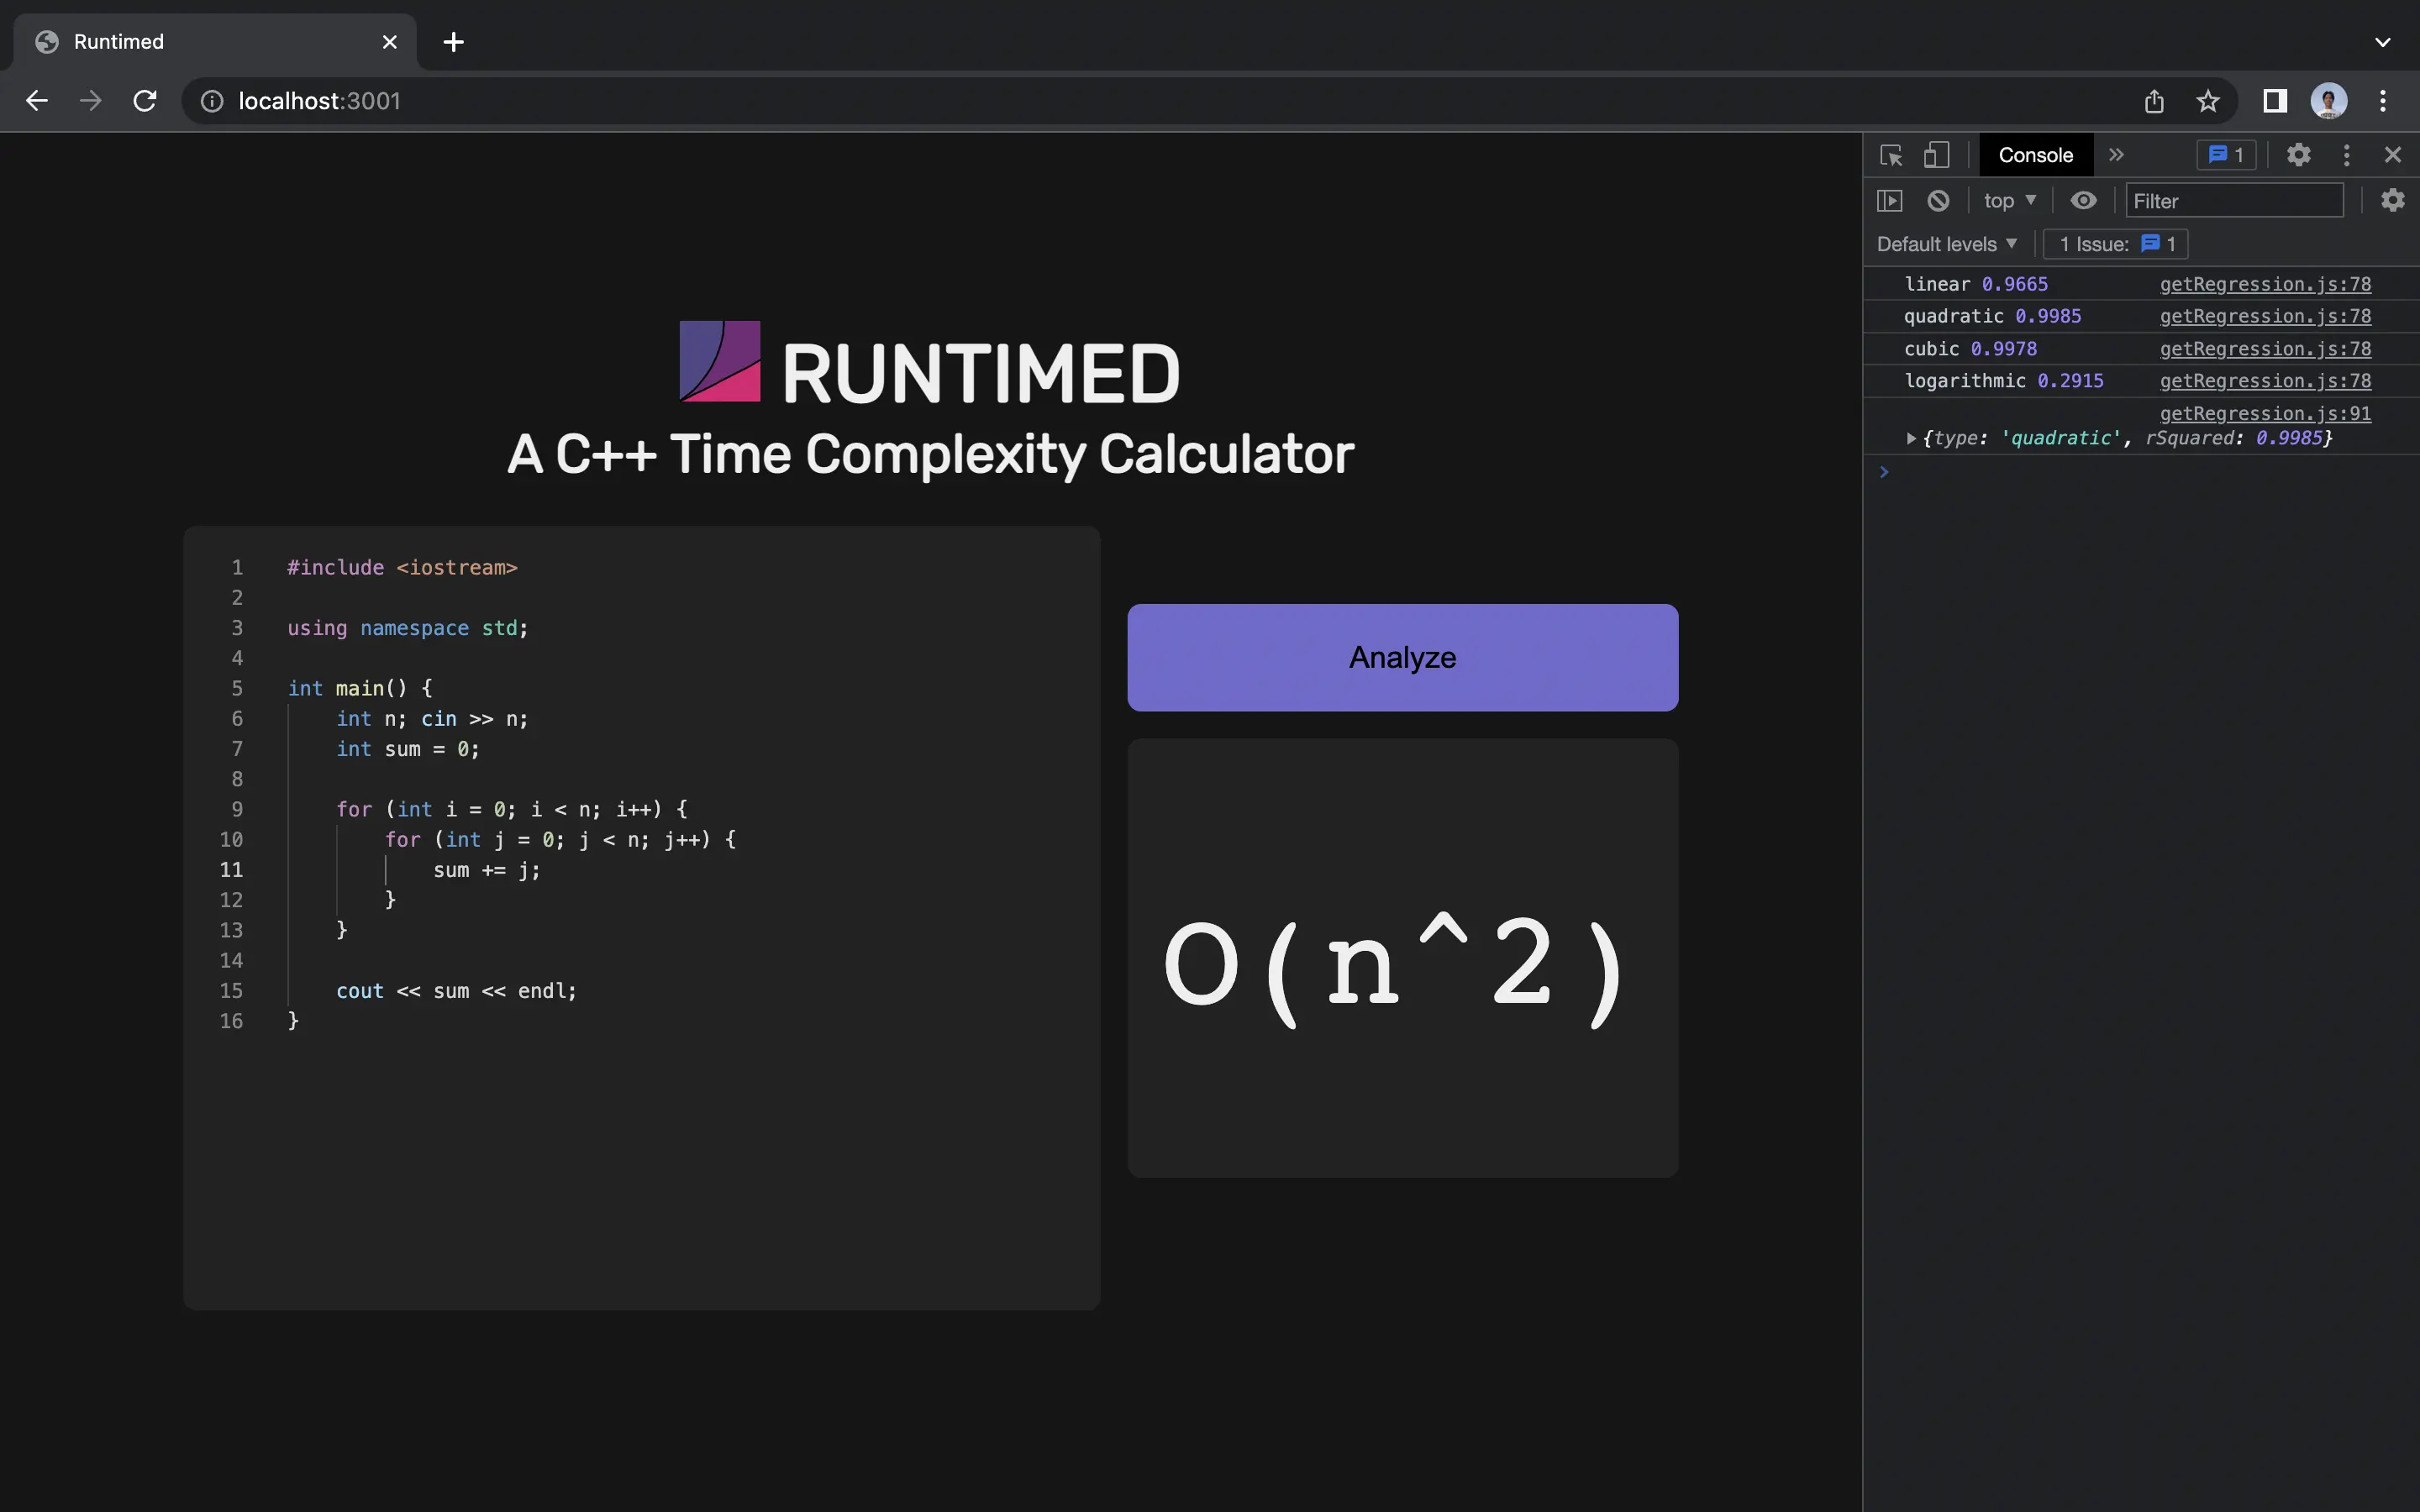 Runtimed
localhost:3001
RUNTIMED
A C++ Time Complexity Calculator
1 #include <iostream>
2
3 using namespace std;
4
5 int main() {
6 int n; cin >> n;
7 int sum = 0;
8
9 for (int i = 0; i < n; i++) {
10 for (int j = 0; j < n; j++) {
11 sum += j;
12 }
13 }
14
15 cout << sum << endl;
16 }
Analyze
O(n^2)
Console 1
top Filter
Default levels 1 Issue: 1
linear 0.9665 getRegression.js:78
quadratic 0.9985 getRegression.js:78
cubic 0.9978 getRegression.js:78
logarithmic 0.2915 getRegression.js:78
getRegression.js:91
{type: 'quadratic', rSquared: 0.9985}